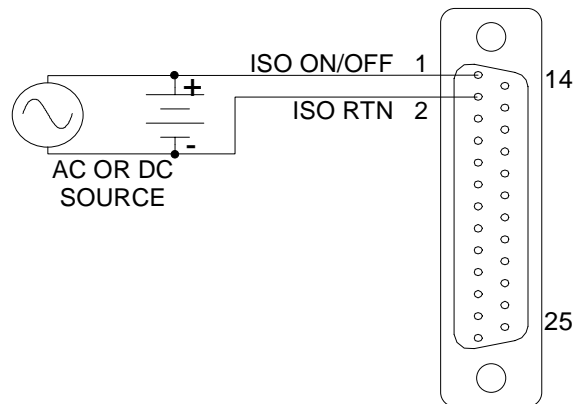 ISO ON/OFF 1
14
+
ISO RTN 2
-
AC OR DC
SOURCE
25